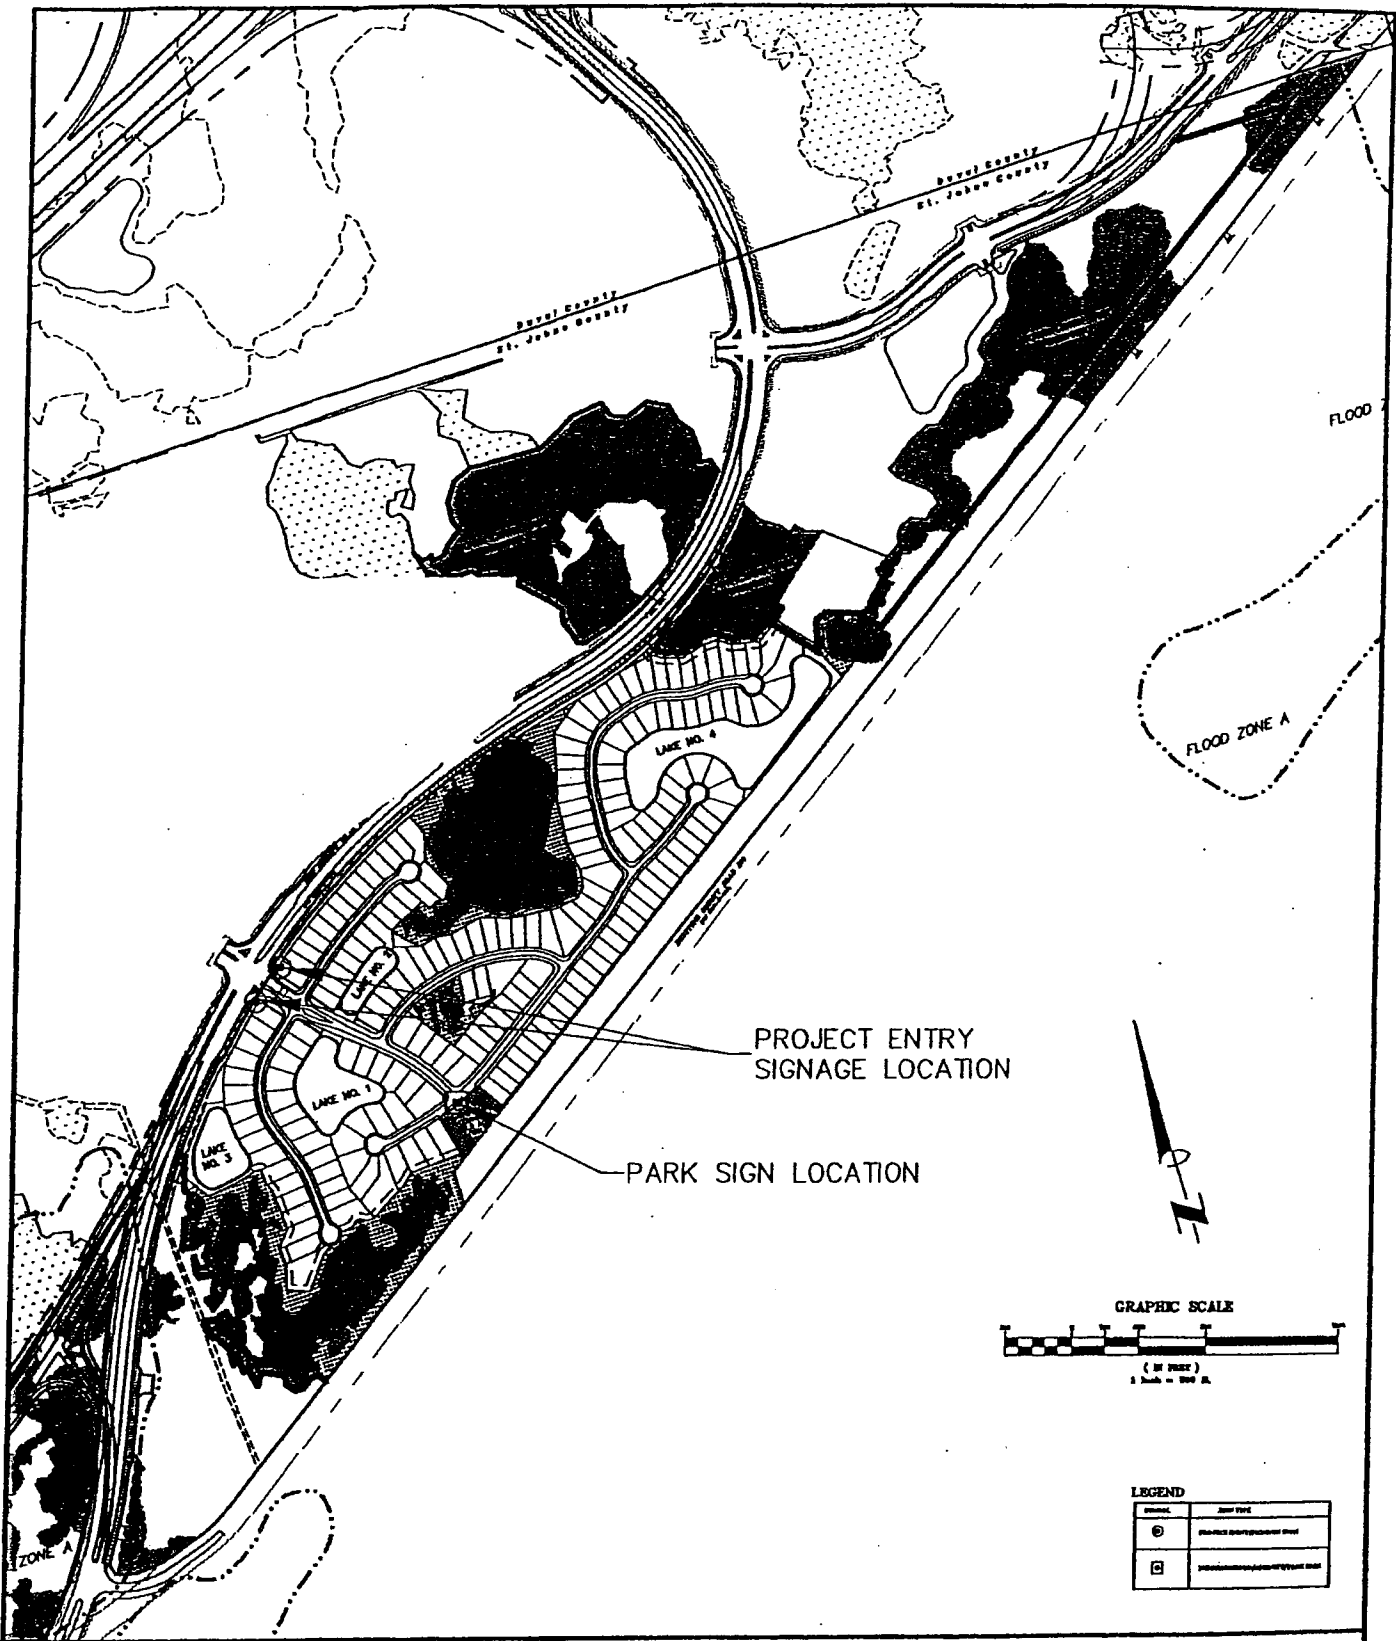 Duval County
St. Johns County
Duval County
St. Johns County
FLOOD
FLOOD ZONE A
LAKE NO. 4
LAKE NO. 2
PROJECT ENTRY
SIGNAGE LOCATION
LAKE NO. 1
LAKE
NO. 3
PARK SIGN LOCATION
N
GRAPHIC SCALE
( IN FEET )
ZONE A
LEGEND